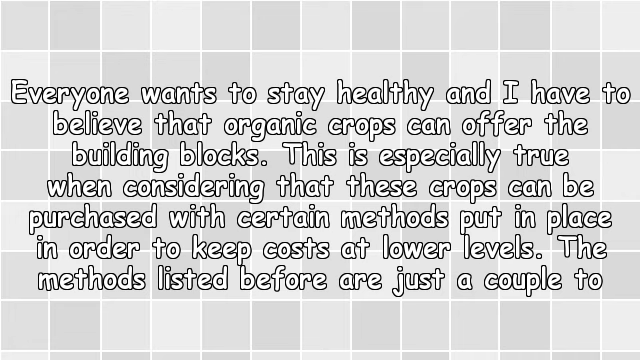 Everyone wants to stay healthy and I have to
believe that organic crops can offer the
building blocks. This is especially true
when considering that these crops can be
purchased with certain methods put in place
in order to keep costs at lower levels. The
methods listed before are just a couple to